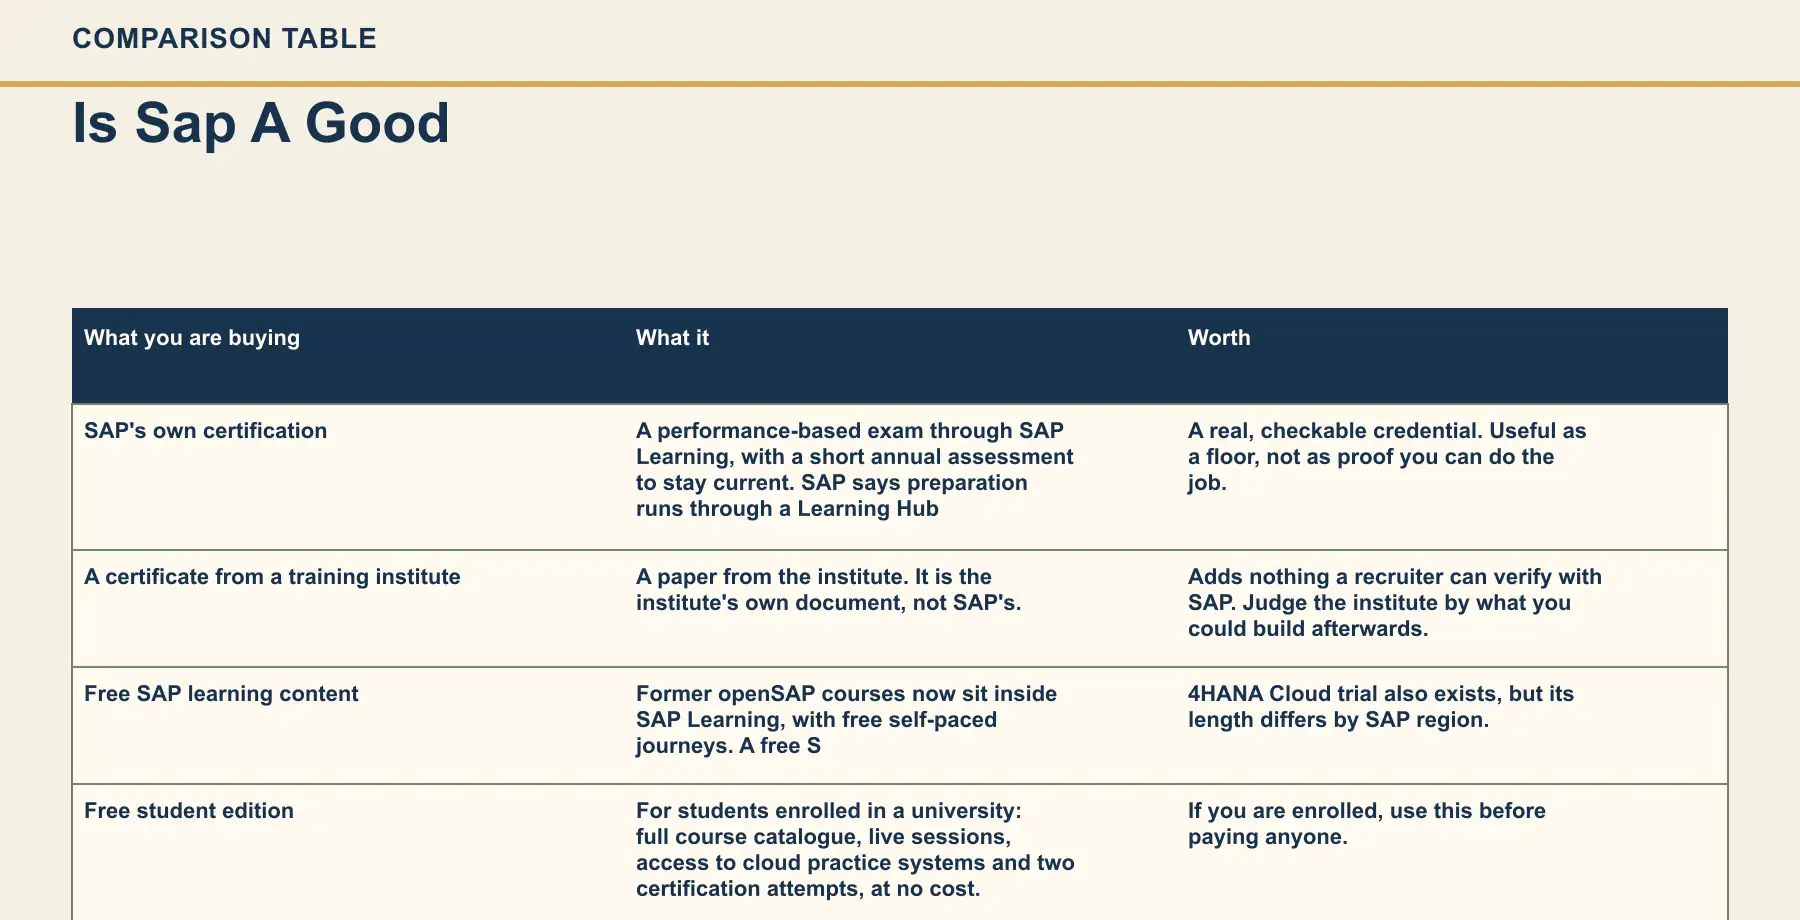 COMPARISON TABLE
Is Sap A Good
What you are buying
What it
Worth
SAP's own certification
A performance-based exam through SAP
Learning, with a short annual assessment
to stay current. SAP says preparation
runs through a Learning Hub
A real, checkable credential. Useful as
a floor, not as proof you can do the
job.
A certificate from a training institute
A paper from the institute. It is the
institute's own document, not SAP's.
Adds nothing a recruiter can verify with
SAP. Judge the institute by what you
could build afterwards.
Free SAP learning content
Former openSAP courses now sit inside
SAP Learning, with free self-paced
journeys. A free S
4HANA Cloud trial also exists, but its
length differs by SAP region.
Free student edition
For students enrolled in a university:
full course catalogue, live sessions,
access to cloud practice systems and two
certification attempts, at no cost.
If you are enrolled, use this before
paying anyone.